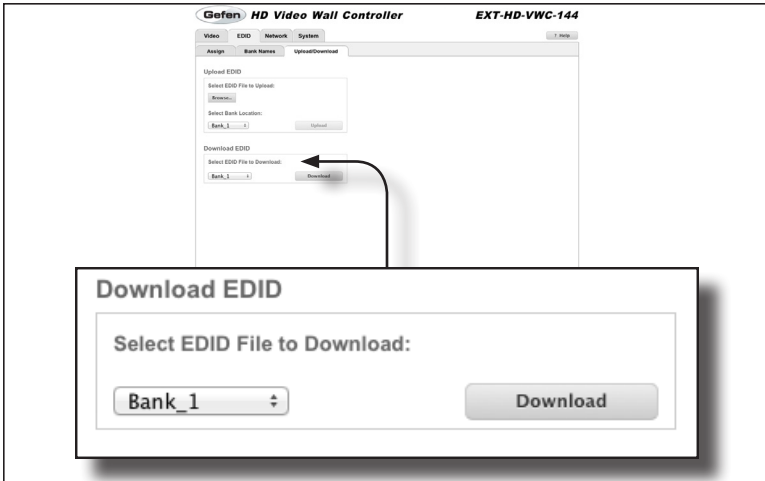 Gefen HD Video Wall Controller EXT-HD-VWC-144
Video EDID Network System ? Help
Assign Bank Names Upload/Download
Upload EDID
Select EDID File to Upload:
Browse...
Select Bank Location:
Bank_1 Upload
Download EDID
Select EDID File to Download:
Bank_1 Download
Download EDID
Select EDID File to Download:
Bank_1 Download